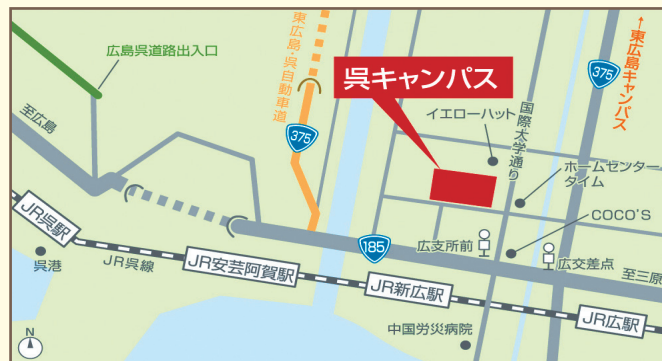 広島呉道路出入口
至広島
東広島・呉自動車道
375
呉キャンパス
イエローハット
国際大学通り
375
←東広島キャンパス
ホームセンター
タイム
COCO'S
広支所前
広交差点
185
至三原
JR呉駅
呉港
JR呉線
JR安芸阿賀駅
JR新広駅
JR広駅
中国労災病院
N